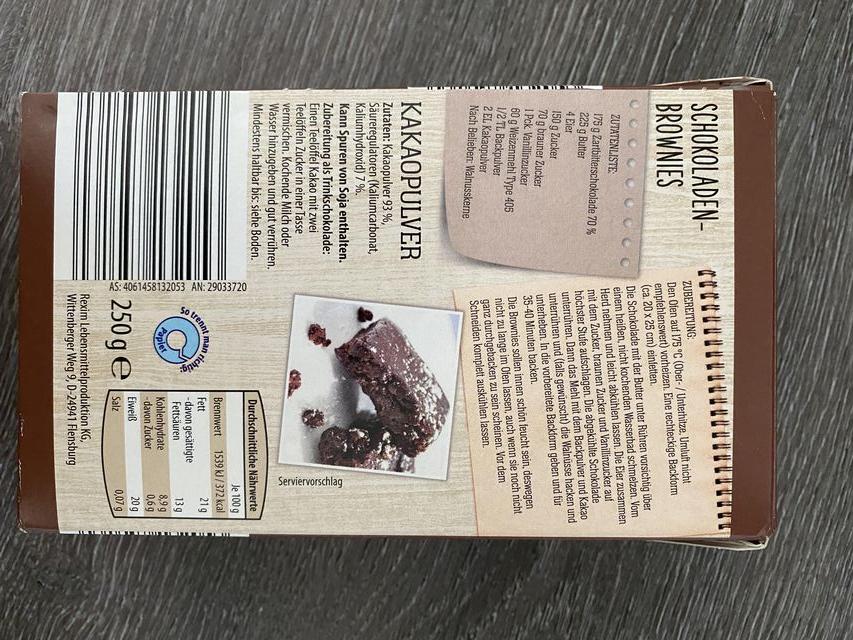 SCHOKOLADEN-
BROWNIES
ZUTATENLISTE:
175 g Zartbitterschokolade 70 %
225 g Butter
4 Eier
150 g Zucker
70 g brauner Zucker
1 Pck. Vanillinzucker
60 g Weizenmehl Type 405
1/2 TL Backpulver
2 EL Kakaopulver
Nach Belieben: Walnusskerne
ZUBEREITUNG:
Den Ofen auf 175 °C (Ober- / Unterhitze, Umluft nicht
empfehlenswert) vorheizen. Eine rechteckige Backform
(ca. 20 x 25 cm) einfetten.
Die Schokolade mit der Butter unter Rühren vorsichtig über
einem heißen, nicht kochenden Wasserbad schmelzen. Vom
Herd nehmen und leicht abkühlen lassen. Die Eier zusammen
mit dem Zucker, braunen Zucker und Vanillinzucker auf
höchster Stufe aufschlagen. Die abgekühlte Schokolade
unterrühren. Dann das Mehl mit dem Backpulver und Kakao
unterrühren und (falls gewünscht) die Walnüsse hacken und
unterheben. In die vorbereitete Backform geben und für
35-40 Minuten backen.
Die Brownies sollen innen schön feucht sein, deswegen
nicht zu lange im Ofen lassen, auch wenn sie noch nicht
ganz durchgebacken zu sein scheinen. Vor dem
Schneiden komplett auskühlen lassen.
KAKAOPULVER
Zutaten: Kakaopulver 93 %,
Säureregulatoren (Kaliumcarbonat,
Kaliumhydroxid) 7 %.
Kann Spuren von Soja enthalten.
Zubereitung als Trinkschokolade:
Einen Teelöffel Kakao mit zwei
Teelöffeln Zucker in einer Tasse
vermischen. Kochende Milch oder
Wasser hinzugeben und gut verrühren.
Mindestens haltbar bis: siehe Boden.
Serviervorschlag
AS: 4061458132053 AN: 29033720
So trennt man richtig:
Papier
250 g e
Durchschnittliche Nährwerte
Je 100 g
Brennwert 1539 kJ / 372 kcal
Fett 21 g
- davon gesättigte
Fettsäuren 13 g
Kohlenhydrate 8,9 g
- davon Zucker 0,6 g
Eiweiß 20 g
Salz 0,07 g
Rexim Lebensmittelproduktion KG,
Wittenberger Weg 9, D-24941 Flensburg